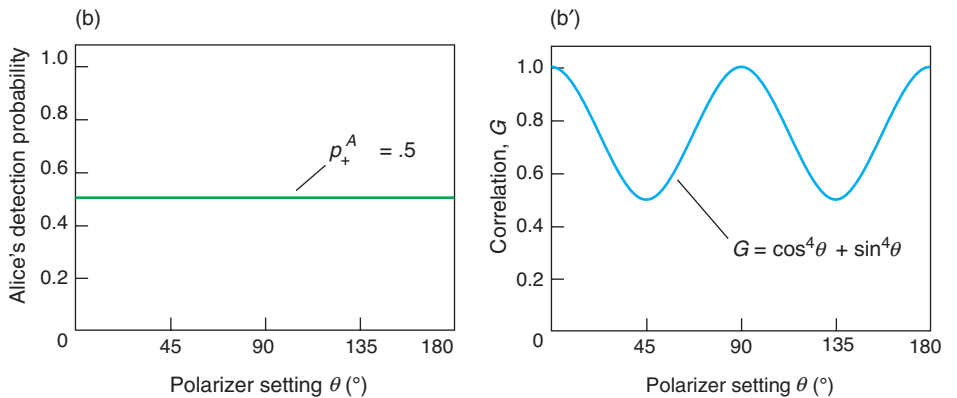 (b)
Alice's detection probability
1.0
0.8
0.6
0.4
0.2
0
p₊ᴬ = .5
45
90
135
180
Polarizer setting θ (°)
(b′)
Correlation, G
1.0
0.8
0.6
0.4
0.2
0
G = cos⁴θ + sin⁴θ
45
90
135
180
Polarizer setting θ (°)